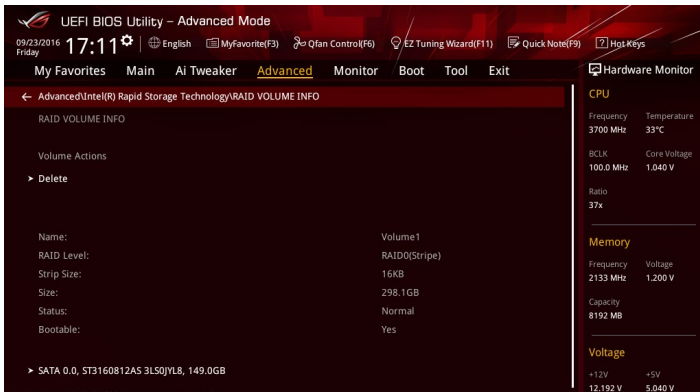 UEFI BIOS Utility – Advanced Mode
09/23/2016 Friday 17:11 English MyFavorite(F3) Qfan Control(F6) EZ Tuning Wizard(F11) Quick Note(F9) ? Hot Keys
My Favorites Main Ai Tweaker Advanced Monitor Boot Tool Exit
Hardware Monitor
← Advanced\Intel(R) Rapid Storage Technology\RAID VOLUME INFO
RAID VOLUME INFO
Volume Actions
> Delete
Name: Volume1
RAID Level: RAID0(Stripe)
Strip Size: 16KB
Size: 298.1GB
Status: Normal
Bootable: Yes
> SATA 0.0, ST3160812AS 3LS0JYL8, 149.0GB
CPU
Frequency Temperature
3700 MHz 33°C
BCLK Core Voltage
100.0 MHz 1.040 V
Ratio
37x
Memory
Frequency Voltage
2133 MHz 1.200 V
Capacity
8192 MB
Voltage
+12V +5V
12.192 V 5.040 V